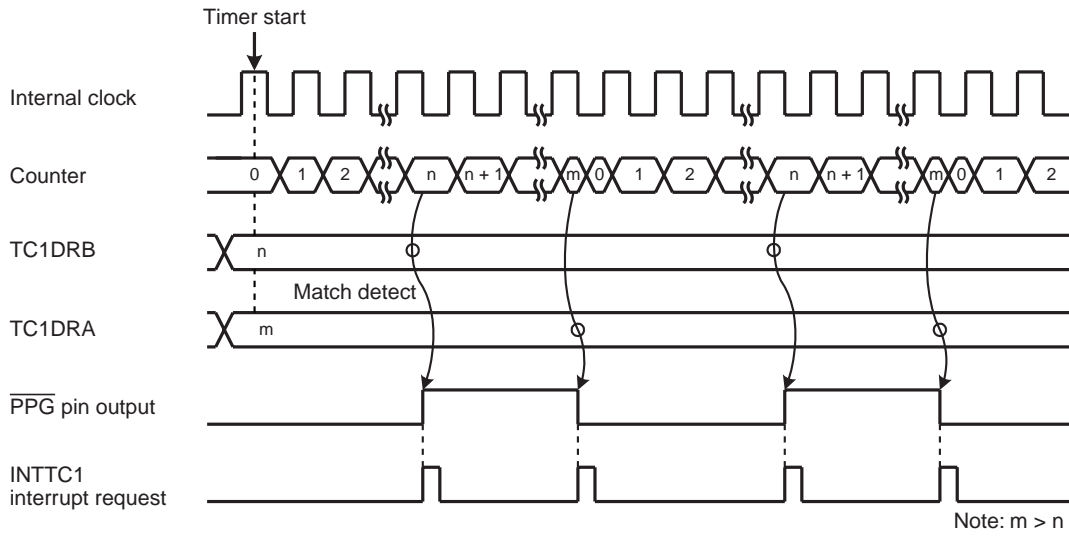 Timer start
Internal clock
Counter
0 1 2 n n + 1 m 0 1 2 n n + 1 m 0 1 2
TC1DRB
n
Match detect
TC1DRA
m
PPG pin output
INTTC1
interrupt request
Note: m > n